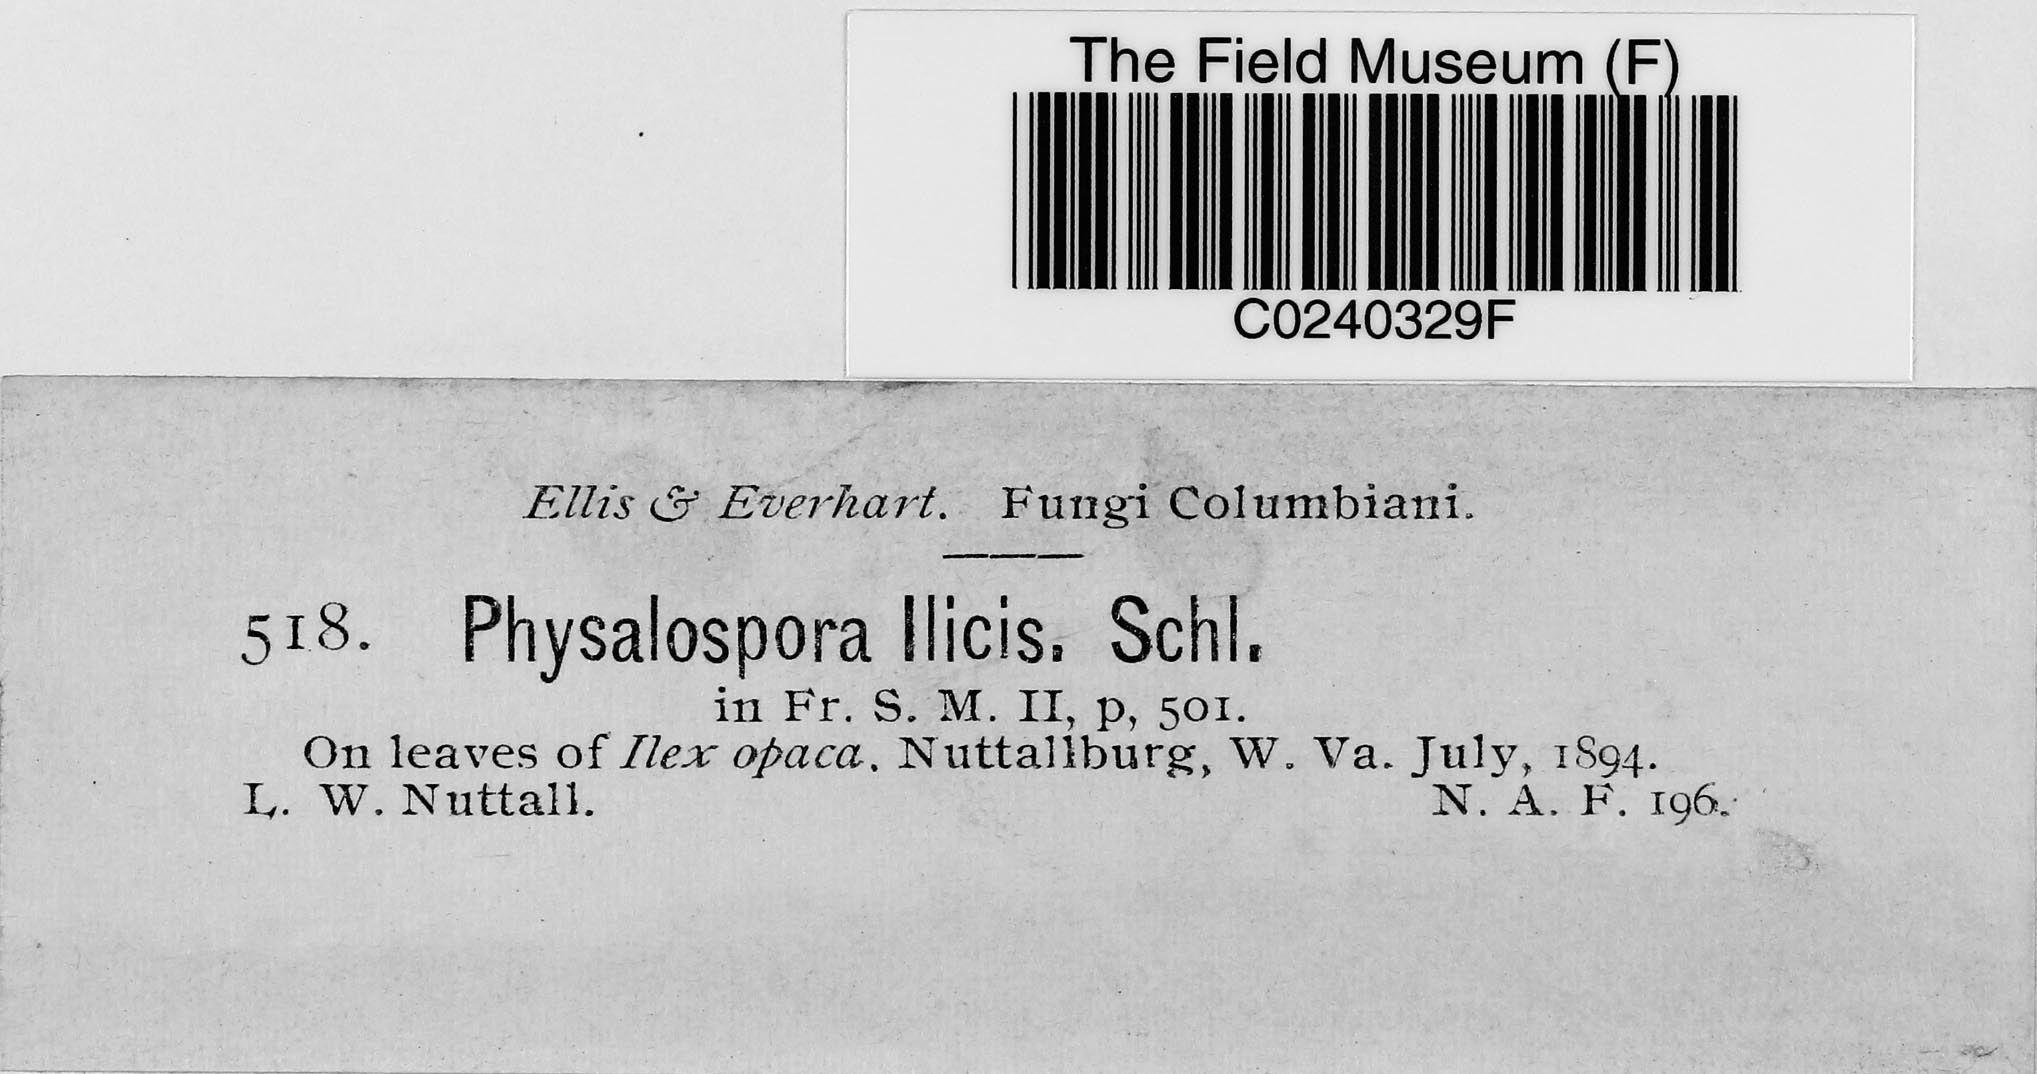 The Field Museum (F)
C0240329F
Ellis & Everhart. Fungi Columbiani.
518. Physalospora Ilicis. Schl.
in Fr. S. M. II, p, 501.
On leaves of Ilex opaca. Nuttallburg, W. Va. July, 1894.
L. W. Nuttall. N. A. F. 196.